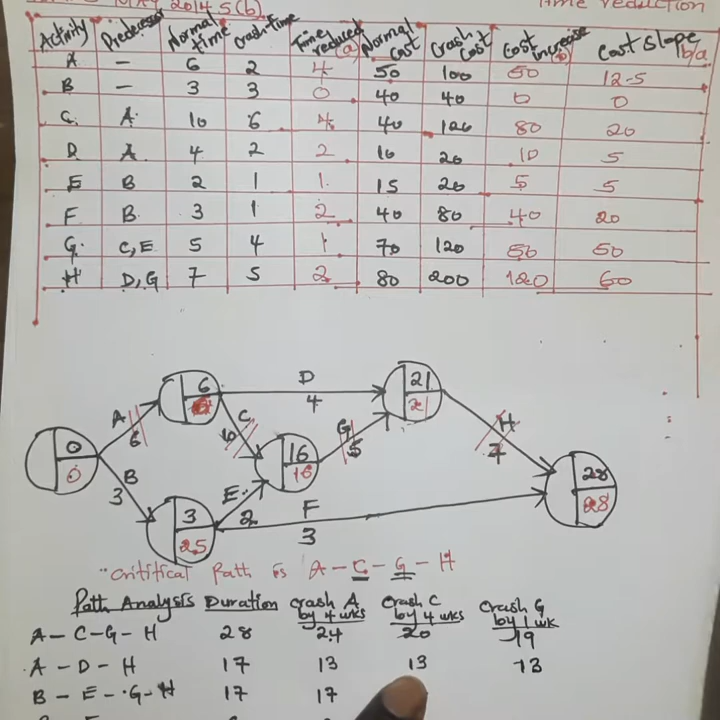 MAY 2014 5(b).
Time reduction
Activity Predecessor Normal time Crash-time Time reduced (a) Normal cost Crash cost Cost increase (b) Cost slope b/a
A — 6 2 4 50 100 50 12-5
B — 3 3 0 40 40 0 0
C. A. 10 6 4 40 120 80 20
D A 4 2 2 10 20 10 5
E B 2 1 1. 15 20 5 5
F B. 3 1 2 40 80 40 20
G. C, E 5 4 1 70 120 50 50
H D, G 7 5 2 80 200 120 60
D
6 21
4 21
A C. G H
6 10 5 7
0 16 28
0 16 28
B E. F
3 2
3 3
25
"Crititical Path is A - C - G - H
Path Analysis Duration Crash A by 4 wks Crash C by 4 wks Crash G by 1 wk
A - C - G - H 28 24 20 19
A - D - H 17 13 13 13
B - E - G - H 17 17